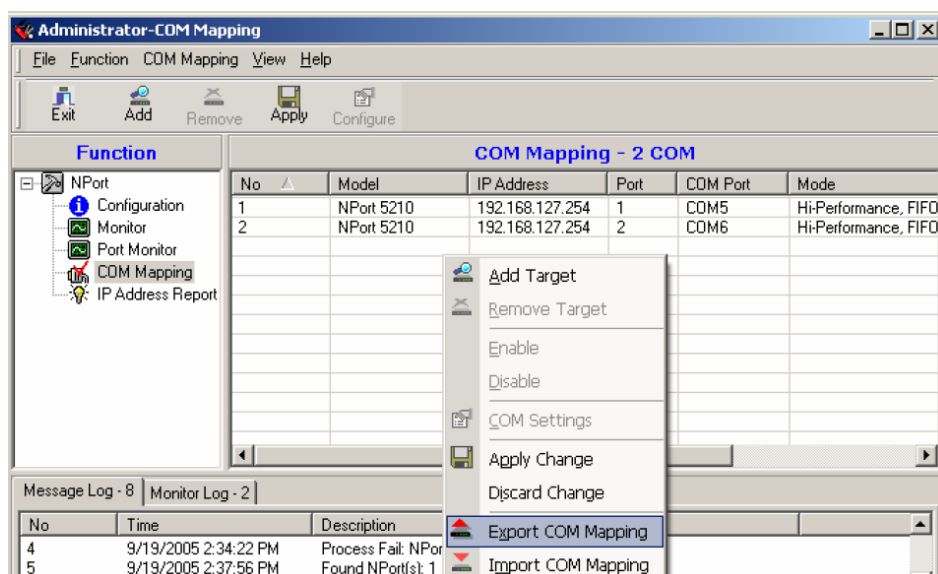 Administrator-COM Mapping
File Function COM Mapping View Help
Exit Add Remove Apply Configure
Function
COM Mapping - 2 COM
NPort
Configuration
Monitor
Port Monitor
COM Mapping
IP Address Report
No Model IP Address Port COM Port Mode
1 NPort 5210 192.168.127.254 1 COM5 Hi-Performance, FIFO
2 NPort 5210 192.168.127.254 2 COM6 Hi-Performance, FIFO
Add Target
Remove Target
Enable
Disable
COM Settings
Apply Change
Discard Change
Export COM Mapping
Import COM Mapping
Message Log - 8 Monitor Log - 2
No Time Description
4 9/19/2005 2:34:22 PM Process Fail: NPor
5 9/19/2005 2:37:56 PM Found NPort(s): 1